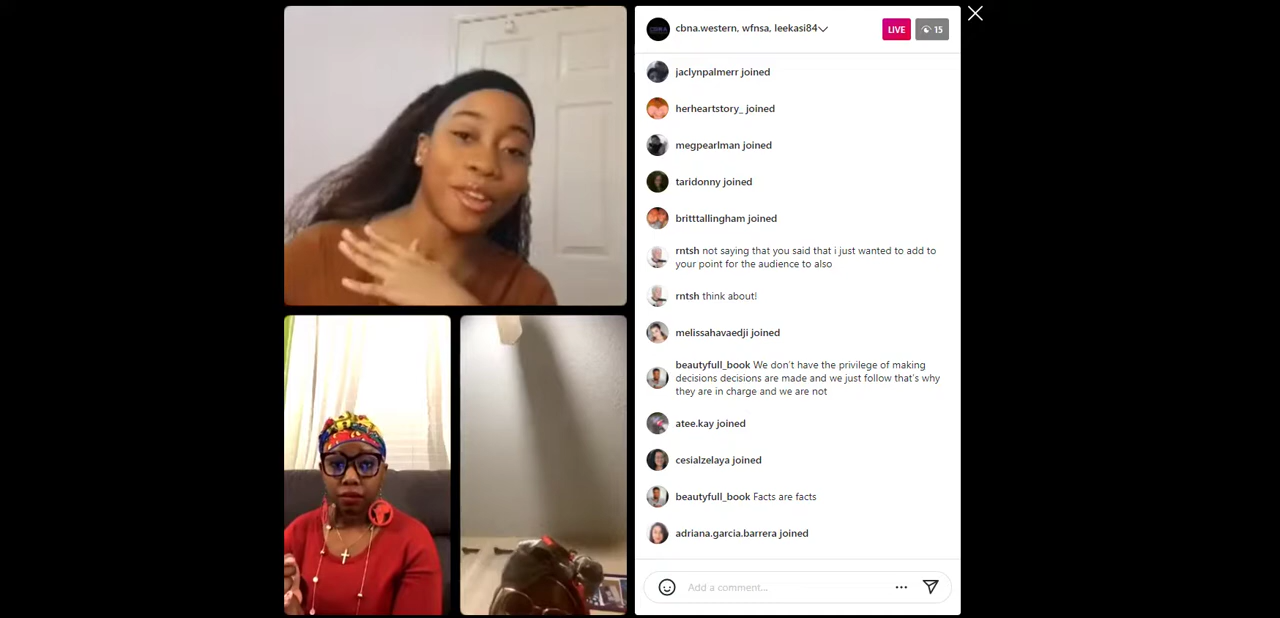 cbna.western, wfnsa, leekasi84
LIVE
15
jaclynpalmerr joined
herheartstory_ joined
megpearlman joined
taridonny joined
britttallingham joined
rntsh not saying that you said that i just wanted to add to
your point for the audience to also
rntsh think about!
melissahavaedji joined
beautyfull_book We don't have the privilege of making
decisions decisions are made and we just follow that's why
they are in charge and we are not
atee.kay joined
cesialzelaya joined
beautyfull_book Facts are facts
adriana.garcia.barrera joined
Add a comment...